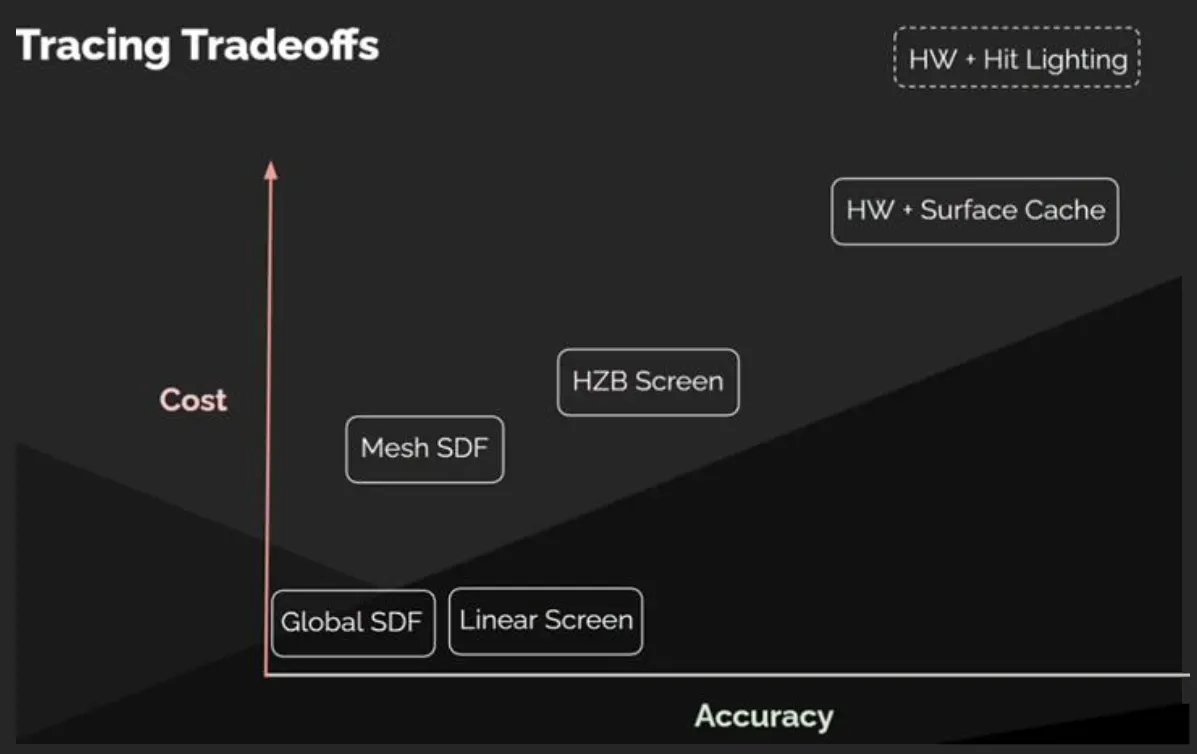 Tracing Tradeoffs
HW + Hit Lighting
HW + Surface Cache
HZB Screen
Cost
Mesh SDF
Global SDF
Linear Screen
Accuracy